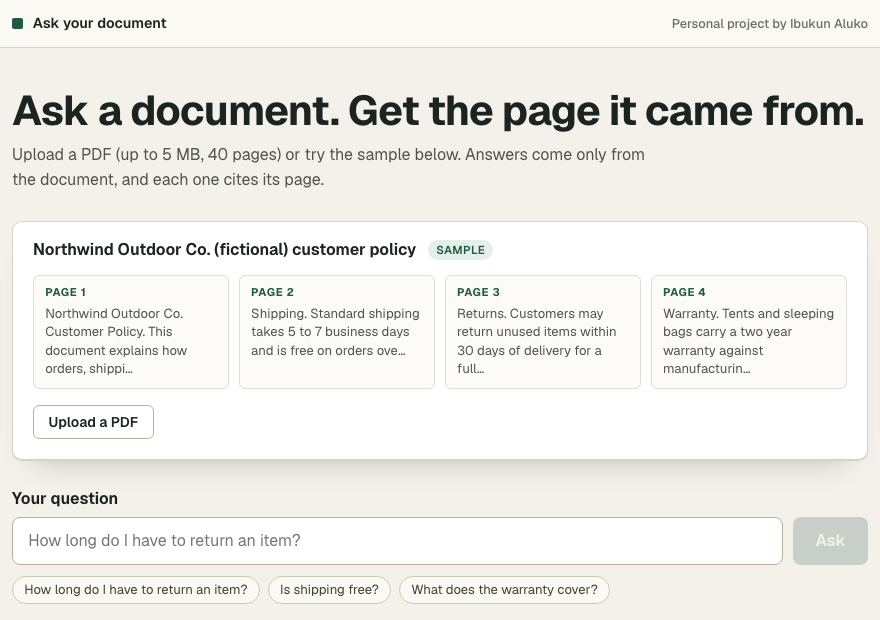 Ask your document
Personal project by Ibukun Aluko
Ask a document. Get the page it came from.
Upload a PDF (up to 5 MB, 40 pages) or try the sample below. Answers come only from
the document, and each one cites its page.
Northwind Outdoor Co. (fictional) customer policy
SAMPLE
PAGE 1
Northwind Outdoor Co.
Customer Policy. This
document explains how
orders, shippi…
PAGE 2
Shipping. Standard shipping
takes 5 to 7 business days
and is free on orders ove…
PAGE 3
Returns. Customers may
return unused items within
30 days of delivery for a
full…
PAGE 4
Warranty. Tents and sleeping
bags carry a two year
warranty against
manufacturin…
Upload a PDF
Your question
How long do I have to return an item?
Ask
How long do I have to return an item?
Is shipping free?
What does the warranty cover?